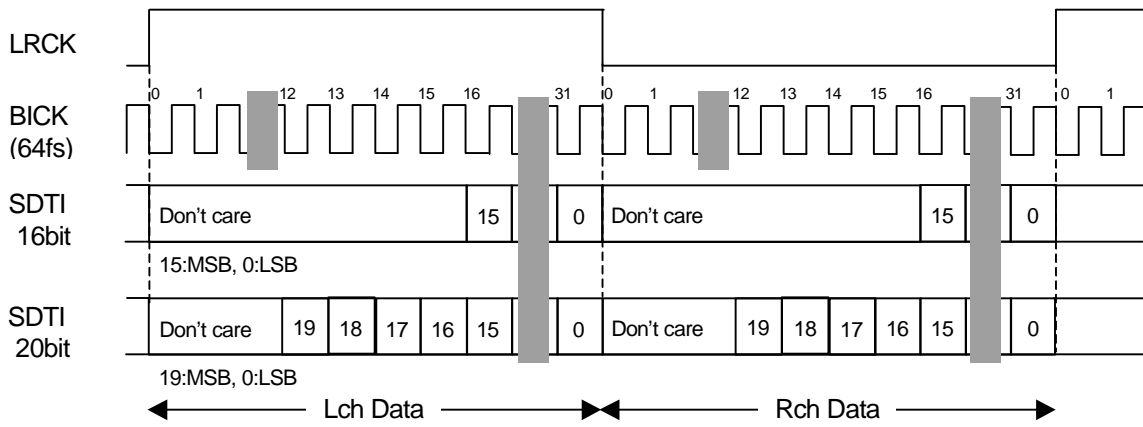 LRCK
0 1 12 13 14 15 16 31 0 1 12 13 14 15 16 31 0 1
BICK
(64fs)
SDTI
16bit
Don't care 15 0 Don't care 15 0
15:MSB, 0:LSB
SDTI
20bit
Don't care 19 18 17 16 15 0 Don't care 19 18 17 16 15 0
19:MSB, 0:LSB
Lch Data Rch Data